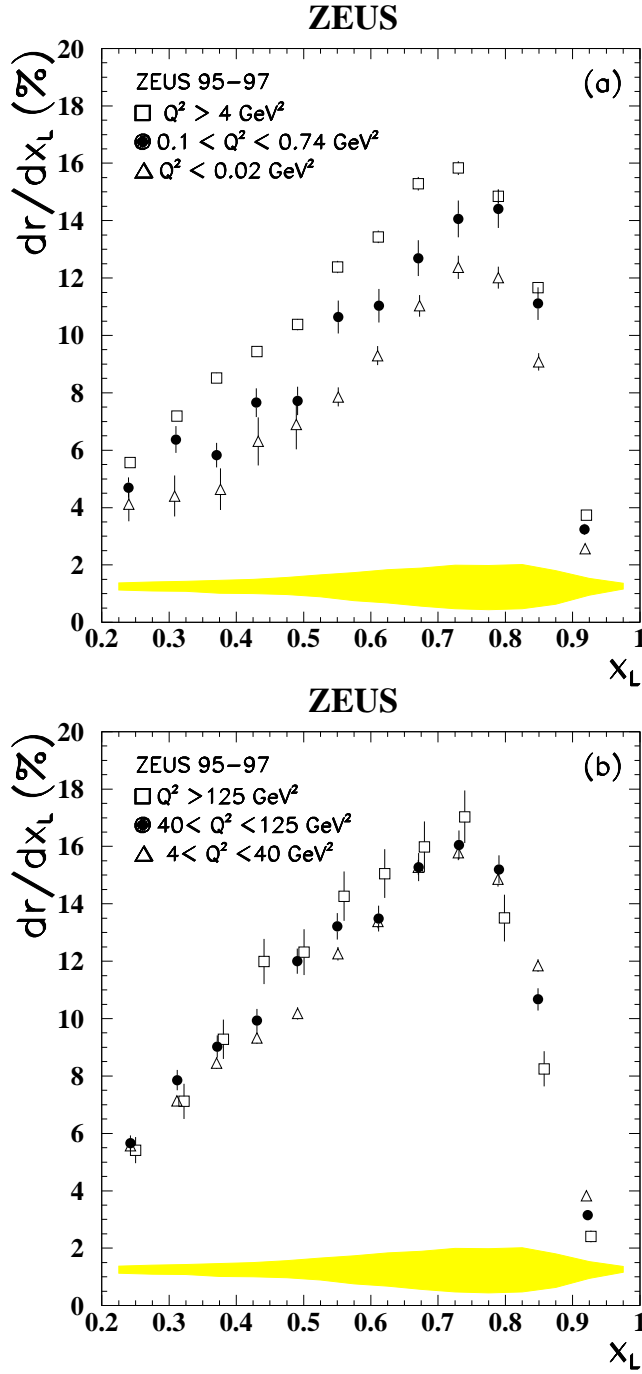 ZEUS
dr/dx_L (%)
20
18
16
14
12
10
8
6
4
2
0
ZEUS 95-97
Q² > 4 GeV²
0.1 < Q² < 0.74 GeV²
Q² < 0.02 GeV²
(a)
0.2 0.3 0.4 0.5 0.6 0.7 0.8 0.9 1
x_L
ZEUS
dr/dx_L (%)
20
18
16
14
12
10
8
6
4
2
0
ZEUS 95-97
Q² >125 GeV²
40< Q² <125 GeV²
4< Q² <40 GeV²
(b)
0.2 0.3 0.4 0.5 0.6 0.7 0.8 0.9 1
x_L